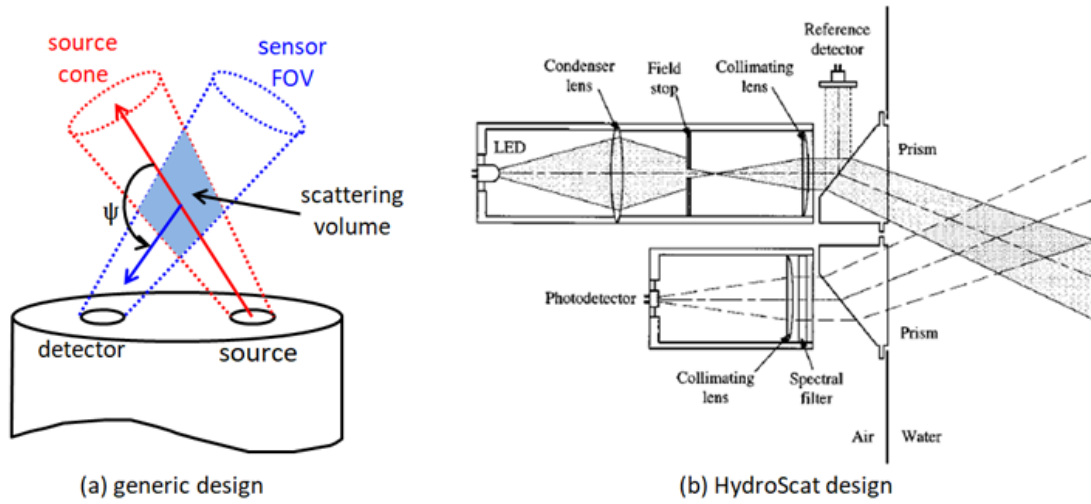 source
cone
sensor
FOV
scattering
volume
ψ
detector
source
(a) generic design
Reference
detector
Condenser
lens
Field
stop
Collimating
lens
LED
Prism
Photodetector
Prism
Collimating
lens
Spectral
filter
Air
Water
(b) HydroScat design